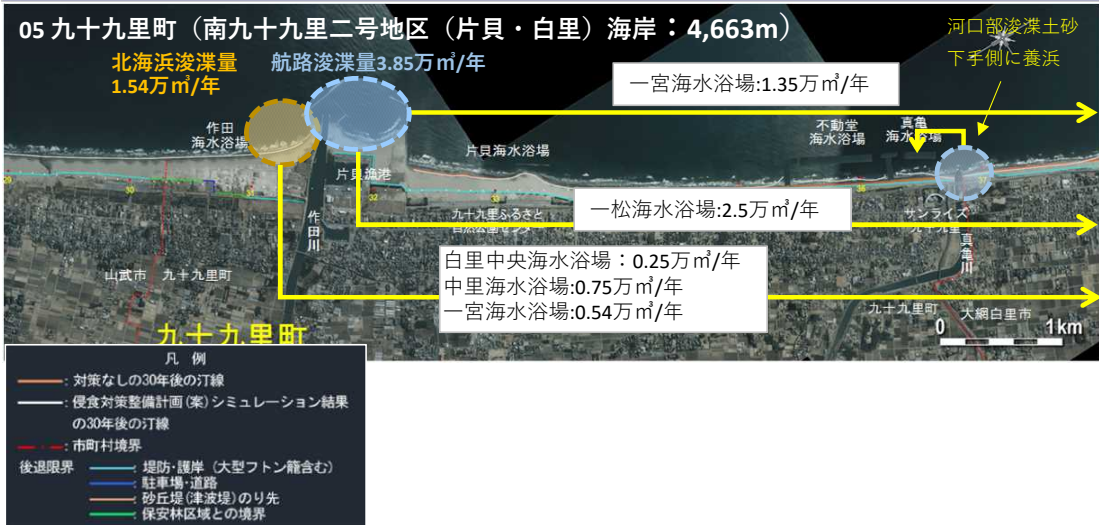 05 九十九里町（南九十九里二号地区（片貝・白里）海岸：4,663m）
河口部浚渫土砂
下手側に養浜
北海浜浚渫量
1.54万㎥/年
航路浚渫量3.85万㎥/年
一宮海水浴場:1.35万㎥/年
作田
海水浴場
片貝海水浴場
不動堂
海水浴場
真亀
海水浴場
29
30
31
片貝漁港
32
33
36
37
作田川
九十九里ふるさと
自然公園センター
一松海水浴場:2.5万㎥/年
サンライズ
九十九里
真亀川
山武市
九十九里町
白里中央海水浴場：0.25万㎥/年
中里海水浴場:0.75万㎥/年
一宮海水浴場:0.54万㎥/年
九十九里町
大網白里市
0
1km
九十九里町
凡 例
：対策なしの30年後の汀線
：侵食対策整備計画(案)シミュレーション結果
の30年後の汀線
：市町村境界
後退限界
：堤防・護岸（大型フトン籠含む）
：駐車場・道路
：砂丘堤(津波堤)のり先
：保安林区域との境界